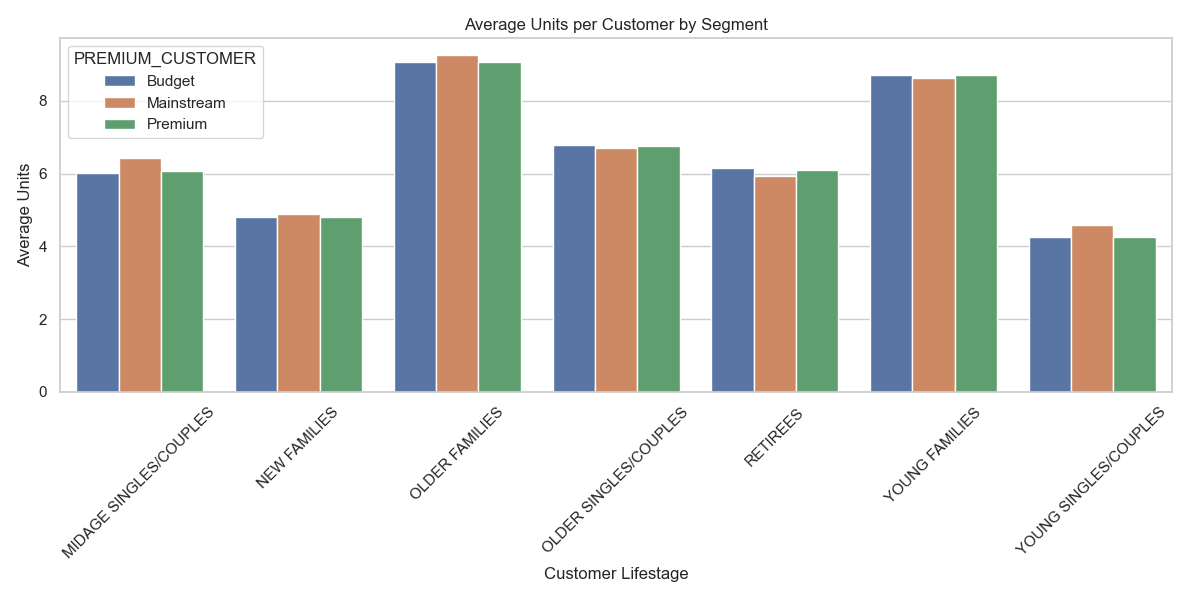 Average Units per Customer by Segment
PREMIUM_CUSTOMER
Budget
Mainstream
Premium
Average Units
8
6
4
2
0
MIDAGE SINGLES/COUPLES
NEW FAMILIES
OLDER FAMILIES
OLDER SINGLES/COUPLES
RETIREES
YOUNG FAMILIES
YOUNG SINGLES/COUPLES
Customer Lifestage